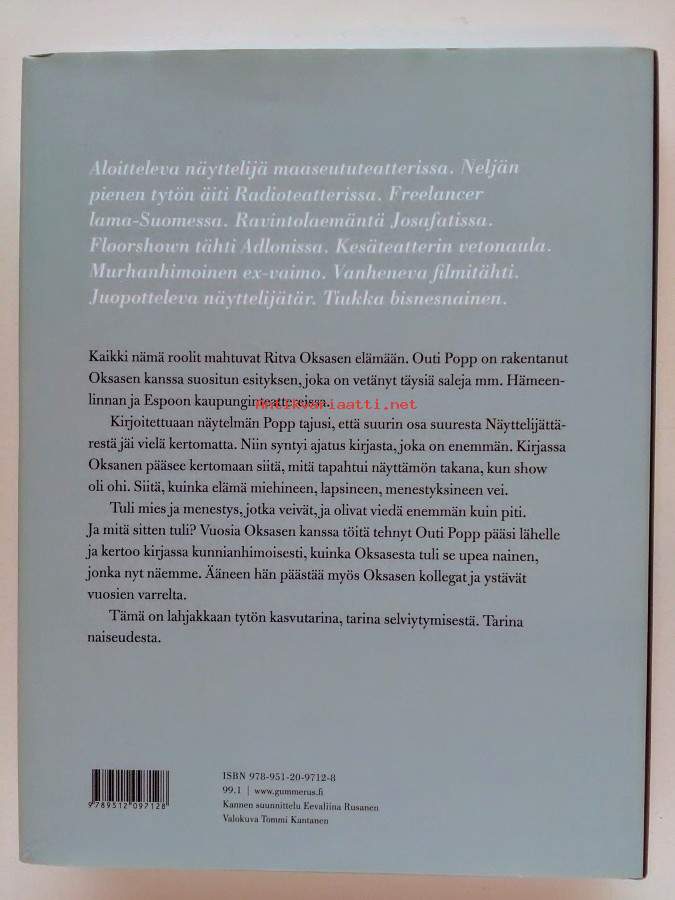 Aloitteleva näyttelijä maaseututeatterissa. Neljän
pienen tytön äiti Radioteatterissa. Freelancer
lama-Suomessa. Ravintolaemäntä Josafatissa.
Floorshown tähti Adlonissa. Kesäteatterin vetonaula.
Murhanhimoinen ex-vaimo. Vanheneva filmitähti.
Juopotteleva näyttelijätär. Tiukka bisnesnainen.
Kaikki nämä roolit mahtuvat Ritva Oksasen elämään. Outi Popp on rakentanut
Oksasen kanssa suositun esityksen, joka on vetänyt täysiä saleja mm. Hämeen-
linnan ja Espoon kaupunginteattereissa.
Antikvariaatti.net
Kirjoitettuaan näytelmän Popp tajusi, että suurin osa suuresta Näyttelijättä-
restä jäi vielä kertomatta. Niin syntyi ajatus kirjasta, joka on enemmän. Kirjassa
Oksanen pääsee kertomaan siitä, mitä tapahtui näyttämön takana, kun show
oli ohi. Siitä, kuinka elämä miehineen, lapsineen, menestyksineen vei.
Tuli mies ja menestys, jotka veivät, ja olivat viedä enemmän kuin piti.
Ja mitä sitten tuli? Vuosia Oksasen kanssa töitä tehnyt Outi Popp pääsi lähelle
ja kertoo kirjassa kunnianhimoisesti, kuinka Oksasesta tuli se upea nainen,
jonka nyt näemme. Ääneen hän päästää myös Oksasen kollegat ja ystävät
vuosien varrelta.
Tämä on lahjakkaan tytön kasvutarina, tarina selviytymisestä. Tarina
naiseudesta.
ISBN 978-951-20-9712-8
99.1 | www.gummerus.fi
Kannen suunnittelu Eevaliina Rusanen
Valokuva Tommi Kantanen
9 789512 097128